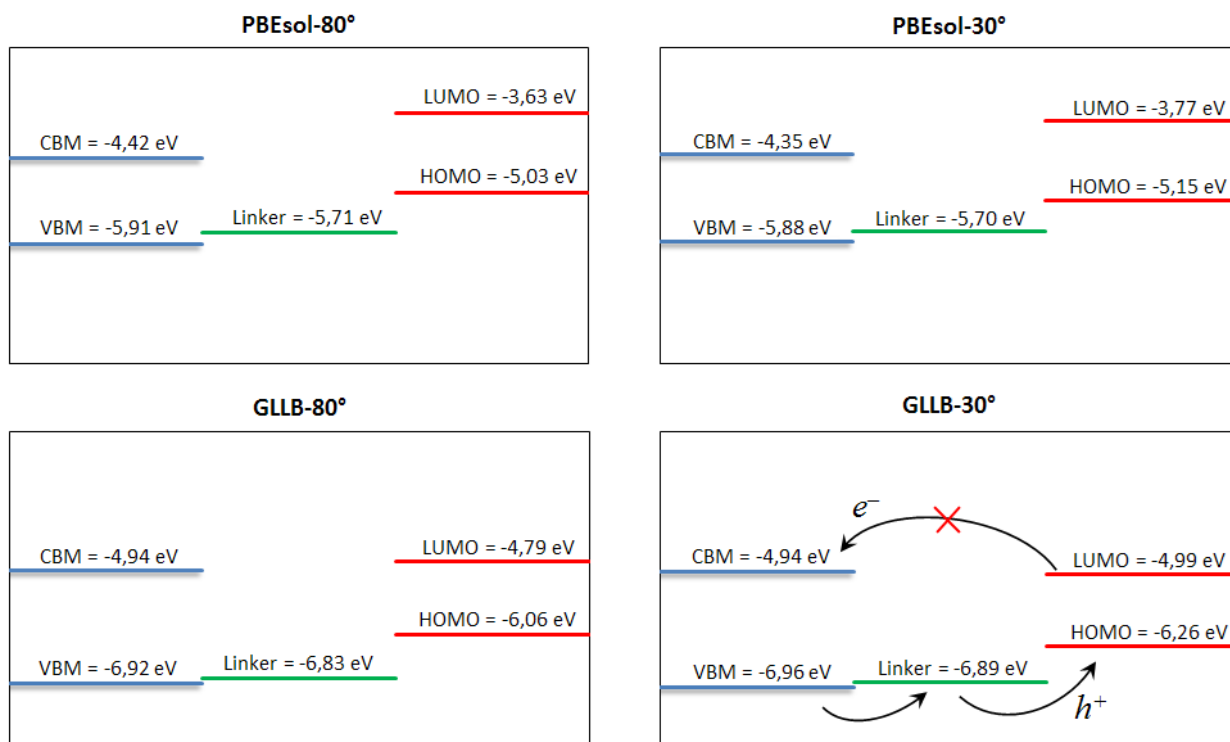 PBEsol-80°
LUMO = -3,63 eV
CBM = -4,42 eV
HOMO = -5,03 eV
Linker = -5,71 eV
VBM = -5,91 eV
PBEsol-30°
LUMO = -3,77 eV
CBM = -4,35 eV
HOMO = -5,15 eV
VBM = -5,88 eV
Linker = -5,70 eV
GLLB-80°
LUMO = -4,79 eV
CBM = -4,94 eV
HOMO = -6,06 eV
Linker = -6,83 eV
VBM = -6,92 eV
GLLB-30°
e⁻
CBM = -4,94 eV
LUMO = -4,99 eV
HOMO = -6,26 eV
VBM = -6,96 eV
Linker = -6,89 eV
h⁺